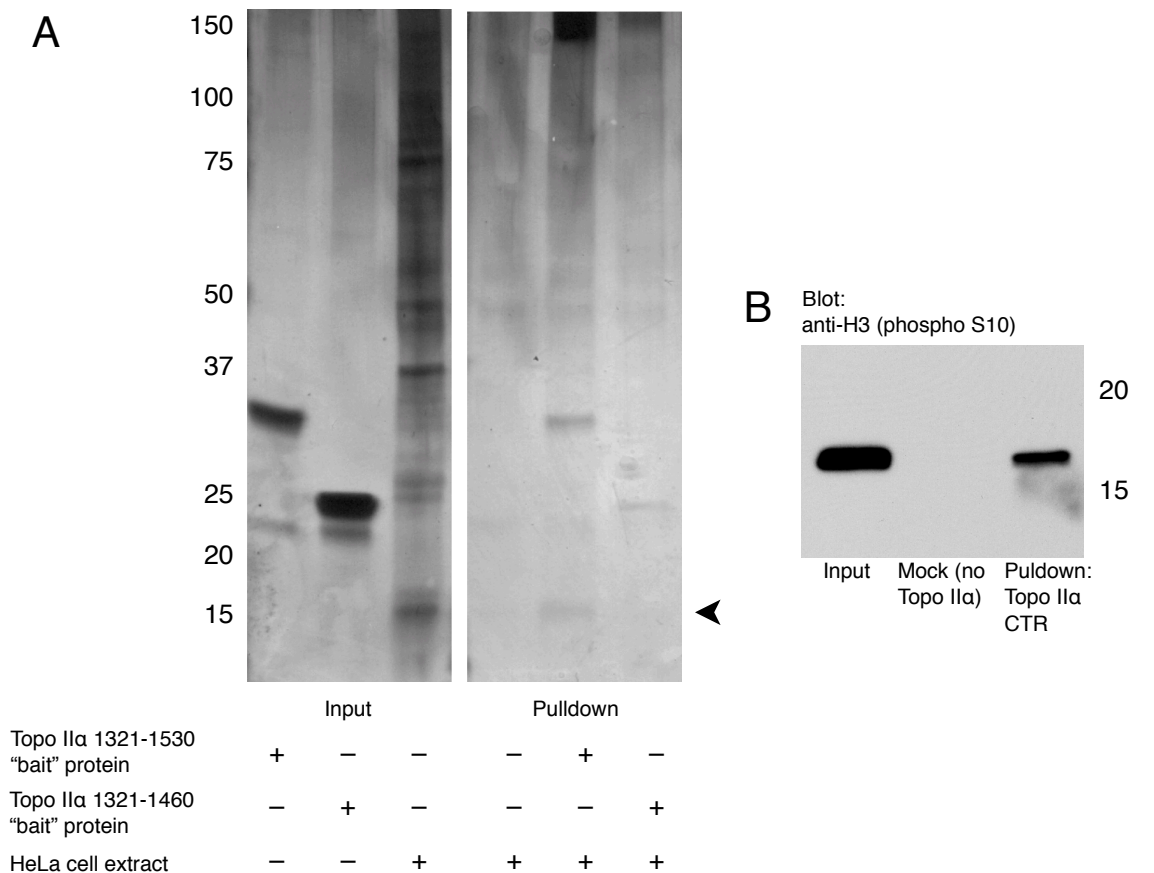 A
150
100
75
50
37
25
20
15
Input
Pulldown
Topo IIα 1321-1530
“bait” protein
+ – – – + –
Topo IIα 1321-1460
“bait” protein
– + – – – +
HeLa cell extract
– – + + + +
B
Blot:
anti-H3 (phospho S10)
20
15
Input
Mock (no
Topo IIα)
Puldown:
Topo IIα
CTR